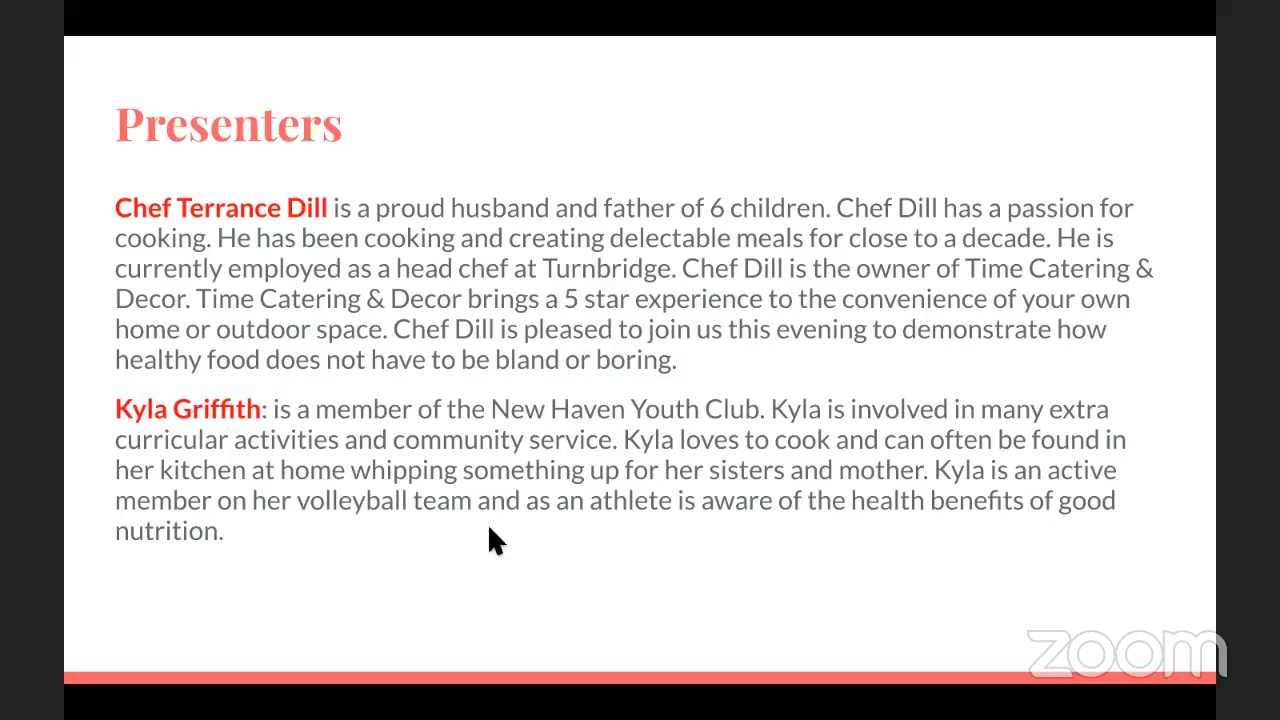 Presenters
Chef Terrance Dill is a proud husband and father of 6 children. Chef Dill has a passion for
cooking. He has been cooking and creating delectable meals for close to a decade. He is
currently employed as a head chef at Turnbridge. Chef Dill is the owner of Time Catering &
Decor. Time Catering & Decor brings a 5 star experience to the convenience of your own
home or outdoor space. Chef Dill is pleased to join us this evening to demonstrate how
healthy food does not have to be bland or boring.
Kyla Griffith: is a member of the New Haven Youth Club. Kyla is involved in many extra
curricular activities and community service. Kyla loves to cook and can often be found in
her kitchen at home whipping something up for her sisters and mother. Kyla is an active
member on her volleyball team and as an athlete is aware of the health benefits of good
nutrition.
zoom